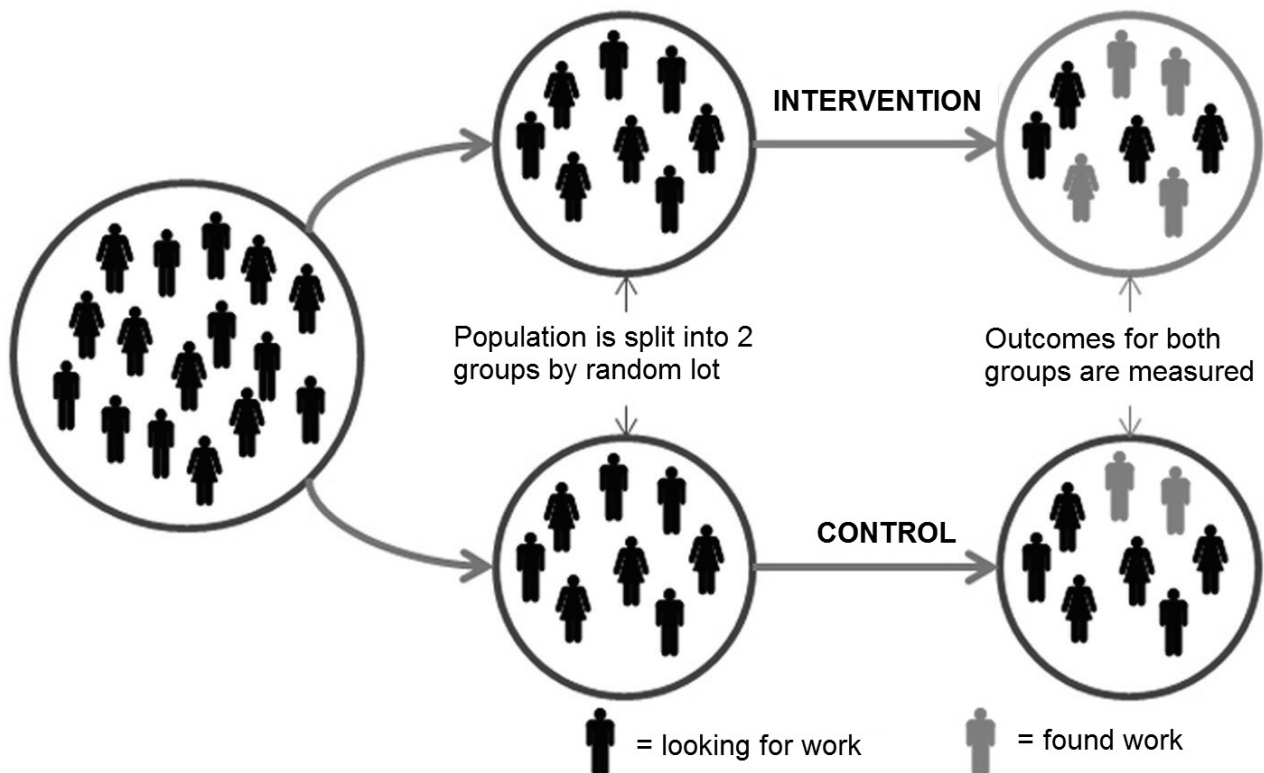 INTERVENTION
Population is split into 2
groups by random lot
Outcomes for both
groups are measured
CONTROL
= looking for work
= found work